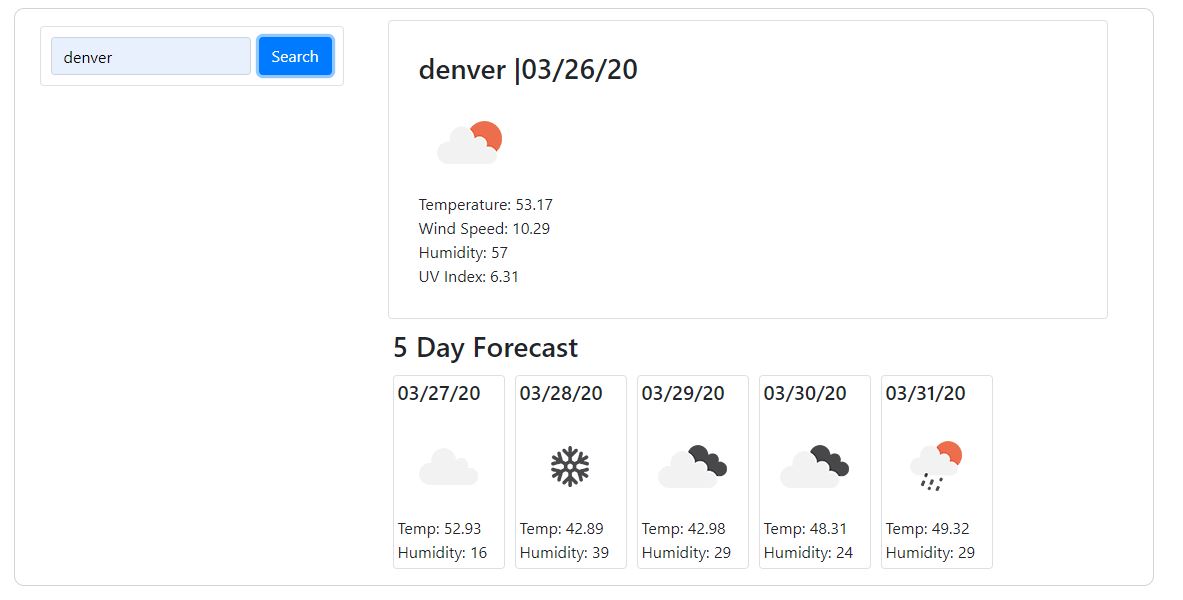 denver
Search
denver |03/26/20
Temperature: 53.17
Wind Speed: 10.29
Humidity: 57
UV Index: 6.31
5 Day Forecast
03/27/20
Temp: 52.93
Humidity: 16
03/28/20
Temp: 42.89
Humidity: 39
03/29/20
Temp: 42.98
Humidity: 29
03/30/20
Temp: 48.31
Humidity: 24
03/31/20
Temp: 49.32
Humidity: 29